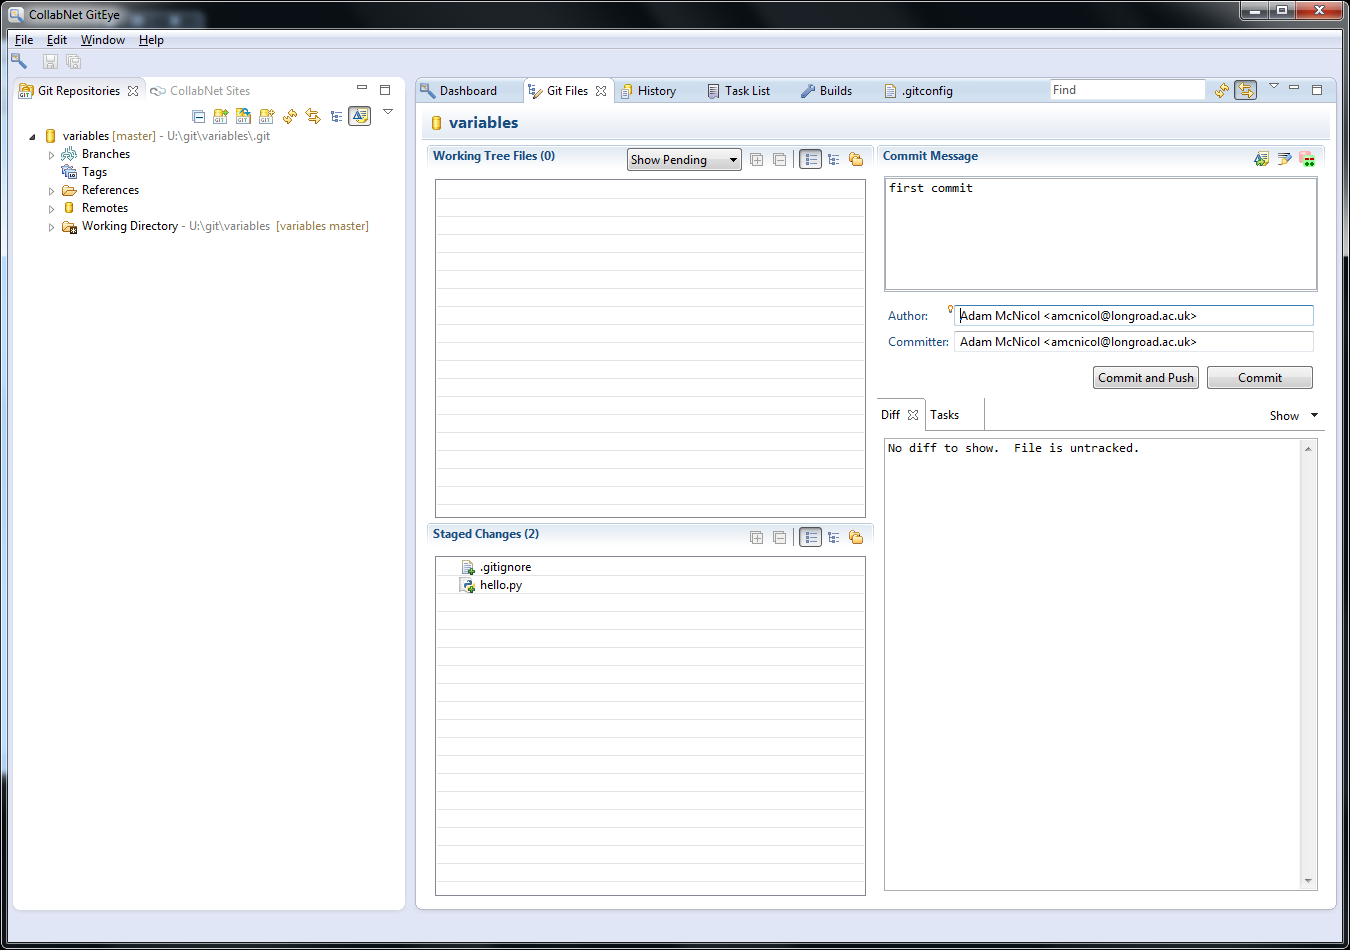 CollabNet GitEye
File Edit Window Help
Git Repositories CollabNet Sites
variables [master] - U:\git\variables\.git
Branches
Tags
References
Remotes
Working Directory - U:\git\variables [variables master]
Dashboard Git Files History Task List Builds .gitconfig Find
variables
Working Tree Files (0) Show Pending
Staged Changes (2)
.gitignore
hello.py
Commit Message
first commit
Author: Adam McNicol <amcnicol@longroad.ac.uk>
Committer: Adam McNicol <amcnicol@longroad.ac.uk>
Commit and Push Commit
Diff Tasks Show
No diff to show.  File is untracked.